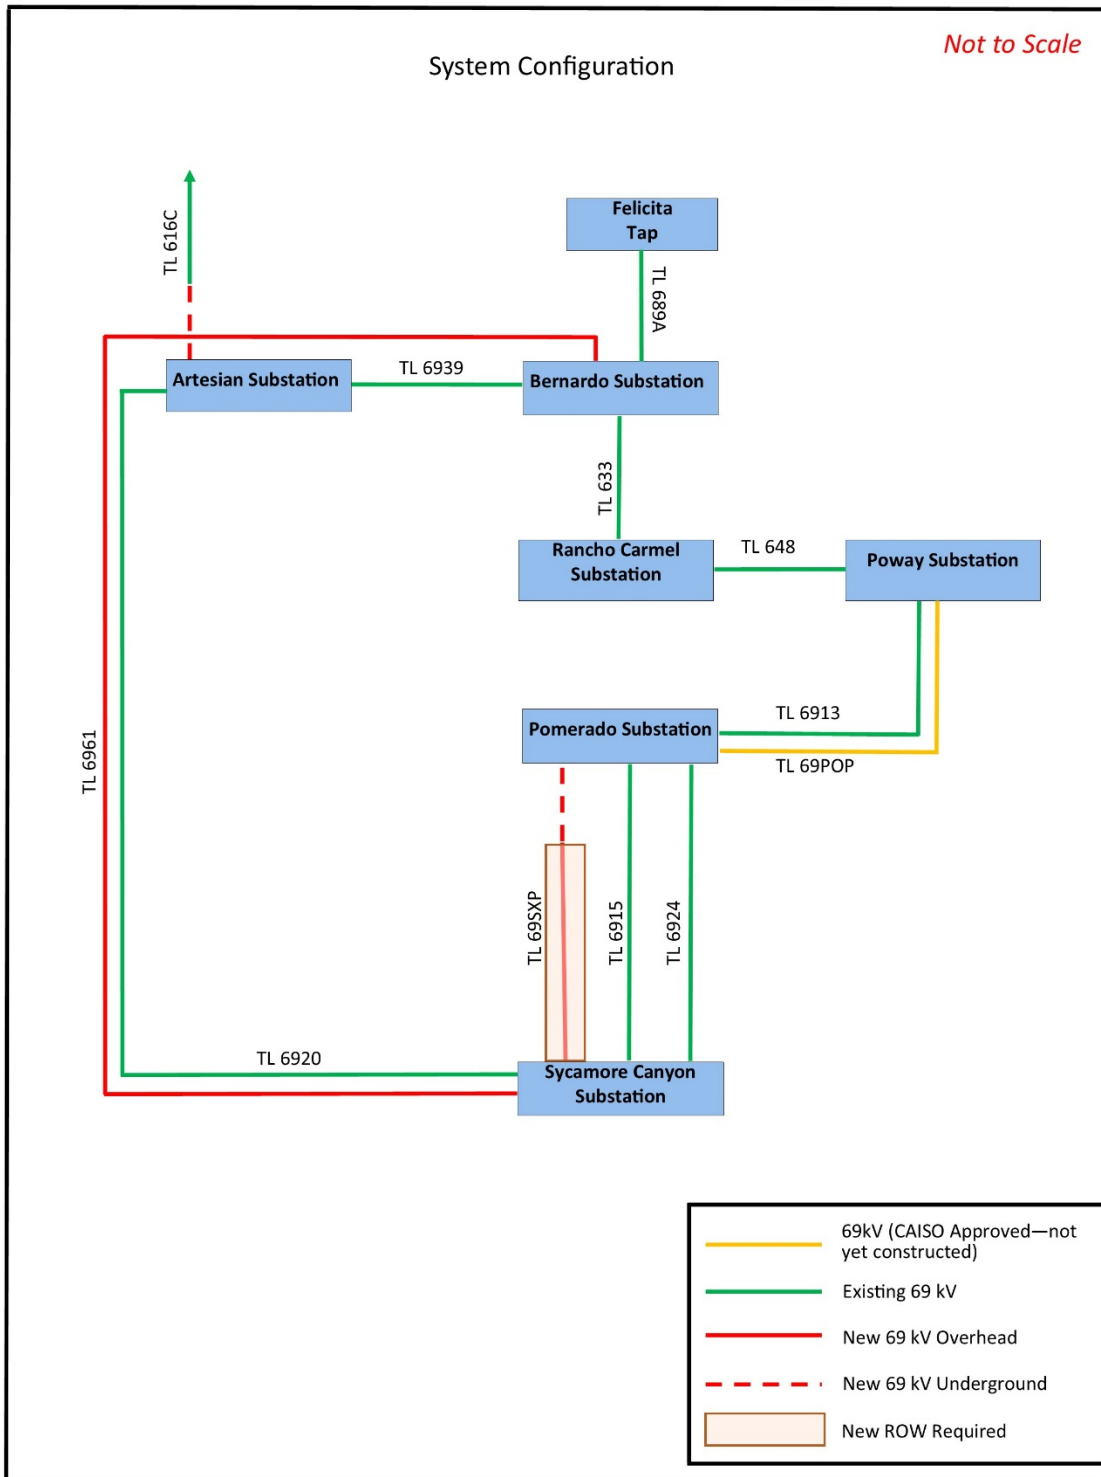 Not to Scale
System Configuration
TL 616C
Felicita
Tap
TL 689A
Artesian Substation
TL 6939
Bernardo Substation
TL 633
Rancho Carmel
Substation
TL 648
Poway Substation
TL 6961
Pomerado Substation
TL 6913
TL 69POP
TL 69SXP
TL 6915
TL 6924
TL 6920
Sycamore Canyon
Substation
69kV (CAISO Approved—not
yet constructed)
Existing 69 kV
New 69 kV Overhead
New 69 kV Underground
New ROW Required